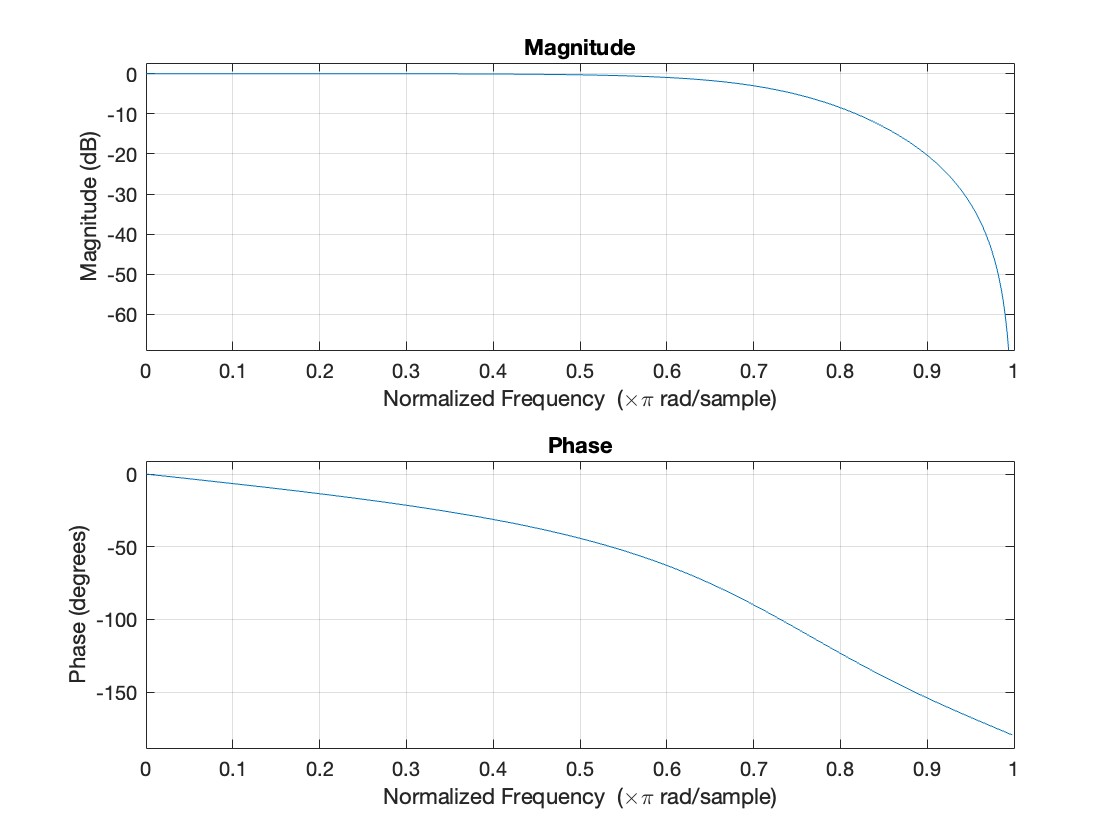 Magnitude
0
-10
-20
-30
-40
-50
-60
Magnitude (dB)
0 0.1 0.2 0.3 0.4 0.5 0.6 0.7 0.8 0.9 1
Normalized Frequency (×π rad/sample)
Phase
0
-50
-100
-150
Phase (degrees)
0 0.1 0.2 0.3 0.4 0.5 0.6 0.7 0.8 0.9 1
Normalized Frequency (×π rad/sample)